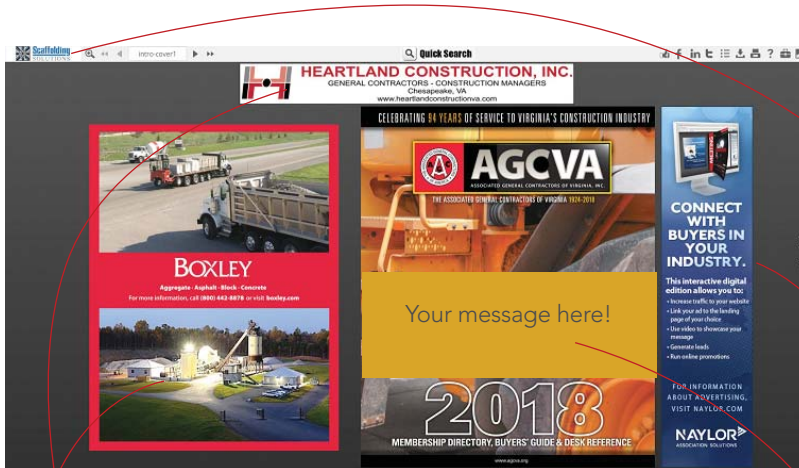 Scaffolding
SOLUTIONS
intro-cover1
Quick Search
HEARTLAND CONSTRUCTION, INC.
GENERAL CONTRACTORS - CONSTRUCTION MANAGERS
Chesapeake, VA
www.heartlandconstructionva.com
BOXLEY
Aggregate · Asphalt · Block · Concrete
For more information, call (800) 442-8878 or visit boxley.com
CELEBRATING 94 YEARS OF SERVICE TO VIRGINIA'S CONSTRUCTION INDUSTRY
AGCVA
ASSOCIATED GENERAL CONTRACTORS OF VIRGINIA, INC.
THE ASSOCIATED GENERAL CONTRACTORS OF VIRGINIA 1924-2018
Your message here!
2018
MEMBERSHIP DIRECTORY, BUYERS' GUIDE & DESK REFERENCE
www.agcva.org
CONNECT
WITH
BUYERS IN
YOUR
INDUSTRY.
This interactive digital
edition allows you to:
• Increase traffic to your website
• Link your ad to the landing
page of your choice
• Use video to showcase your
message
• Generate leads
• Run online promotions
FOR INFORMATION
ABOUT ADVERTISING,
VISIT NAYLOR.COM
NAYLOR
ASSOCIATION SOLUTIONS